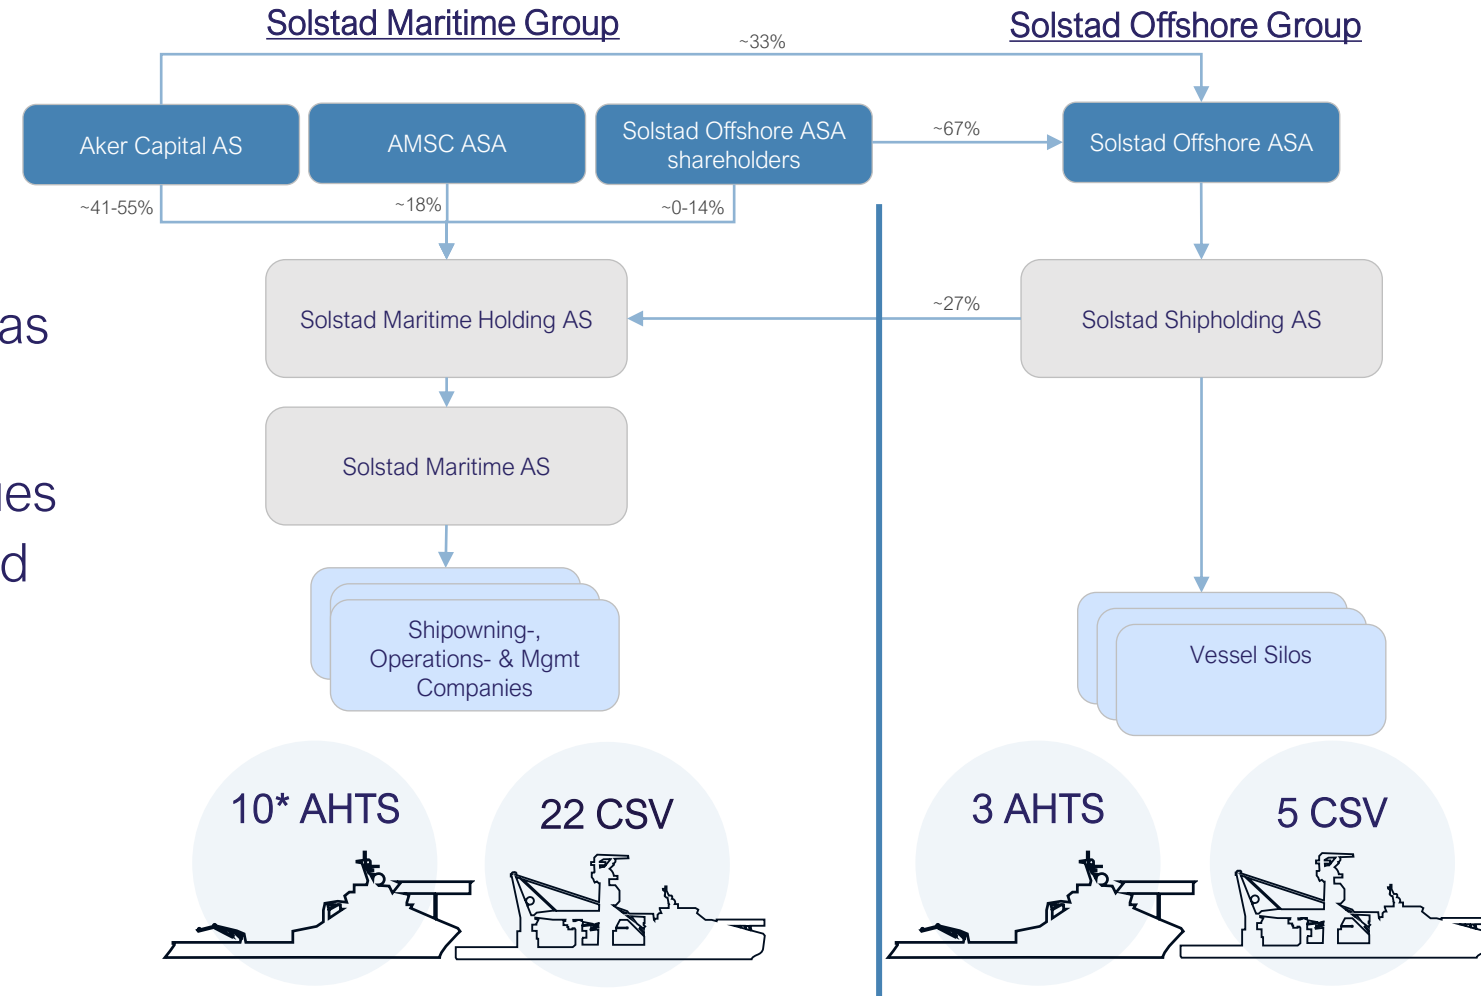 Solstad Maritime Group
Solstad Offshore Group
~33%
Aker Capital AS
AMSC ASA
Solstad Offshore ASA
shareholders
~67%
Solstad Offshore ASA
~41-55%
~18%
~0-14%
as
Solstad Maritime Holding AS
~27%
Solstad Shipholding AS
Solstad Maritime AS
es
d
Shipowning-,
Operations- & Mgmt
Companies
Vessel Silos
10* AHTS
22 CSV
3 AHTS
5 CSV